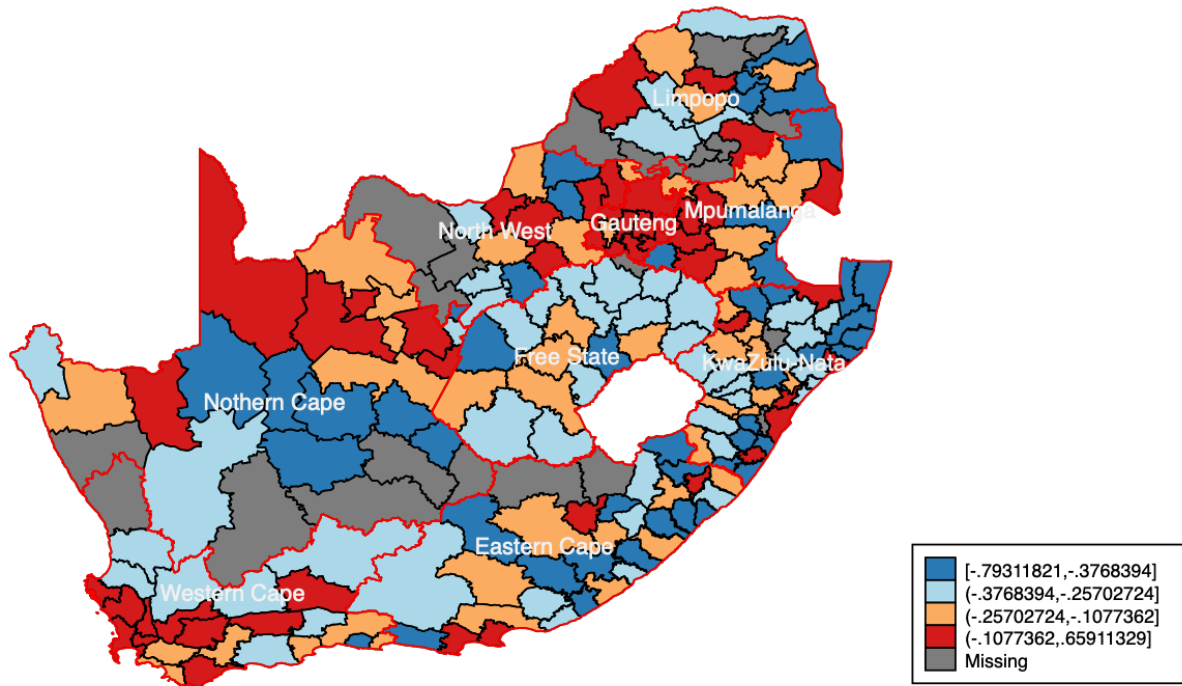 Limpopo
North West
Gauteng
Mpumalanga
Free State
KwaZulu-Nata
Nothern Cape
Eastern Cape
Western Cape
[-.79311821,-.3768394]
(-.3768394,-.25702724]
(-.25702724,-.1077362]
(-.1077362,.65911329]
Missing